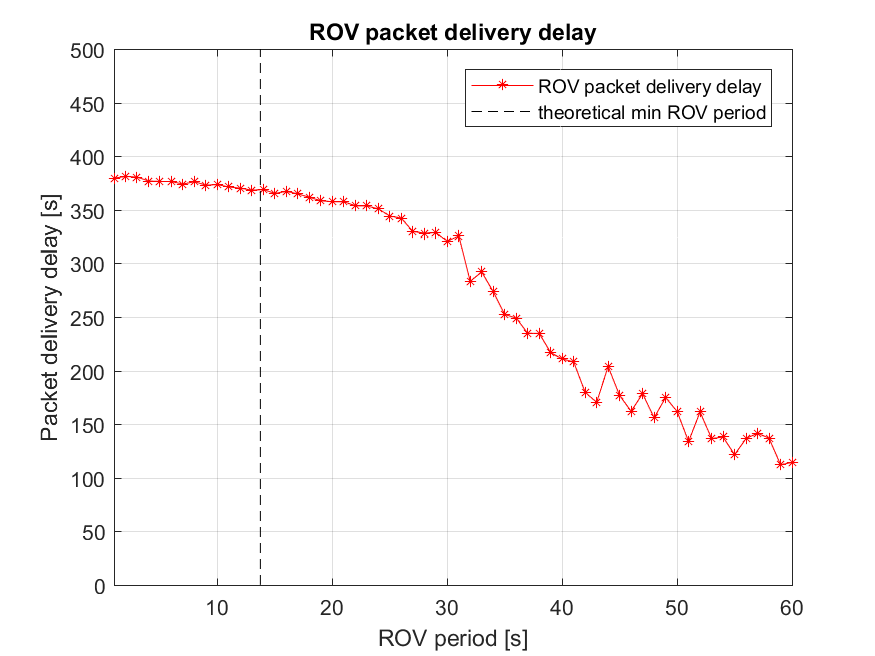 ROV packet delivery delay
500
450
400
350
300
250
200
150
100
50
0
Packet delivery delay [s]
ROV packet delivery delay
theoretical min ROV period
10 20 30 40 50 60
ROV period [s]